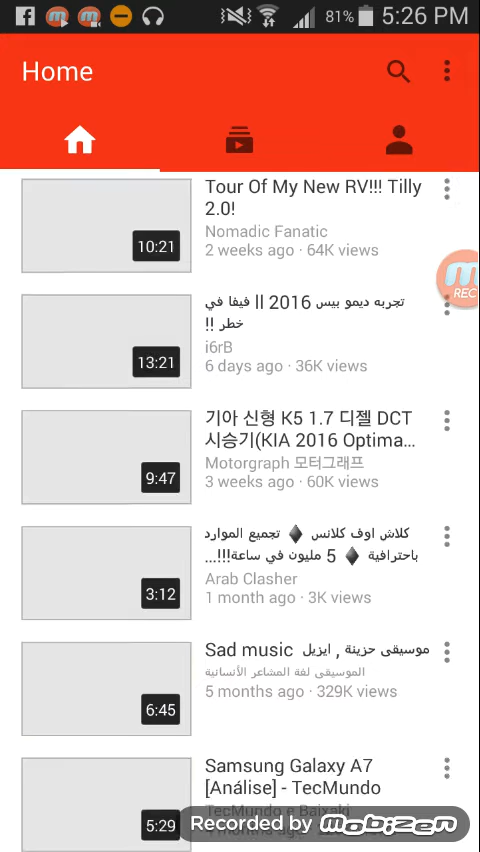 81% 5:26 PM
Home
Tour Of My New RV!!! Tilly
2.0!
Nomadic Fanatic
2 weeks ago · 64K views
10:21
تجربه ديمو بيس 2016 || فيفا في
خطر !!
i6rB
6 days ago · 36K views
13:21
REC
기아 신형 K5 1.7 디젤 DCT
시승기(KIA 2016 Optima...
Motorgraph 모터그래프
3 weeks ago · 60K views
9:47
كلاش اوف كلانس ♦ تجميع الموارد
باحترافية ♦ 5 مليون في ساعة!!!...
Arab Clasher
1 month ago · 3K views
3:12
Sad music موسيقى حزينة , ايزيل
الموسيقى لغة المشاعر الأنسانية
5 months ago · 329K views
6:45
Samsung Galaxy A7
[Análise] - TecMundo
TecMundo e Baixaki
5:29
Recorded by mobizen